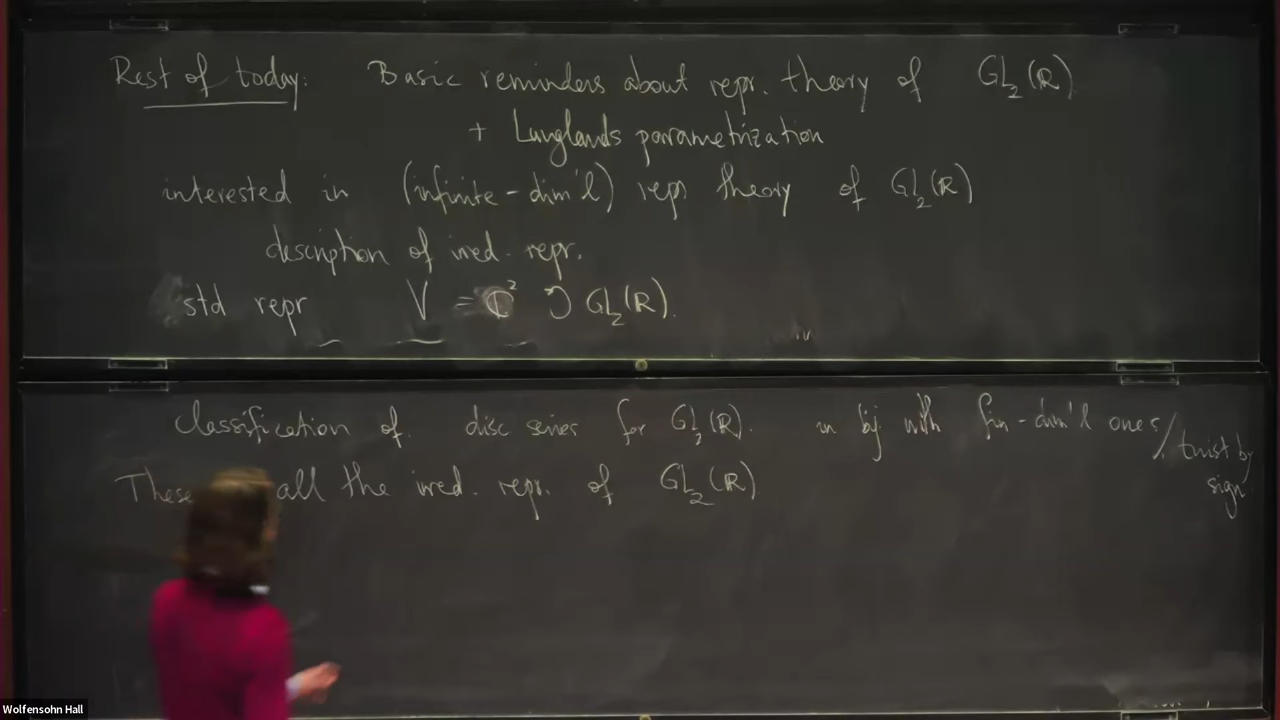 Rest of today: Basic reminders about repr. theory of GL₂(R)
+ Langlands parametrization
interested in (infinite-dim'l) repr theory of GL₂(R)
description of irred. repr.
std repr V = C² GL₂(R).
Classification of disc series for GL₂(R). in bij with fin-dim'l ones / twist by
sign
These all the irred. repr. of GL₂(R)
Wolfensohn Hall